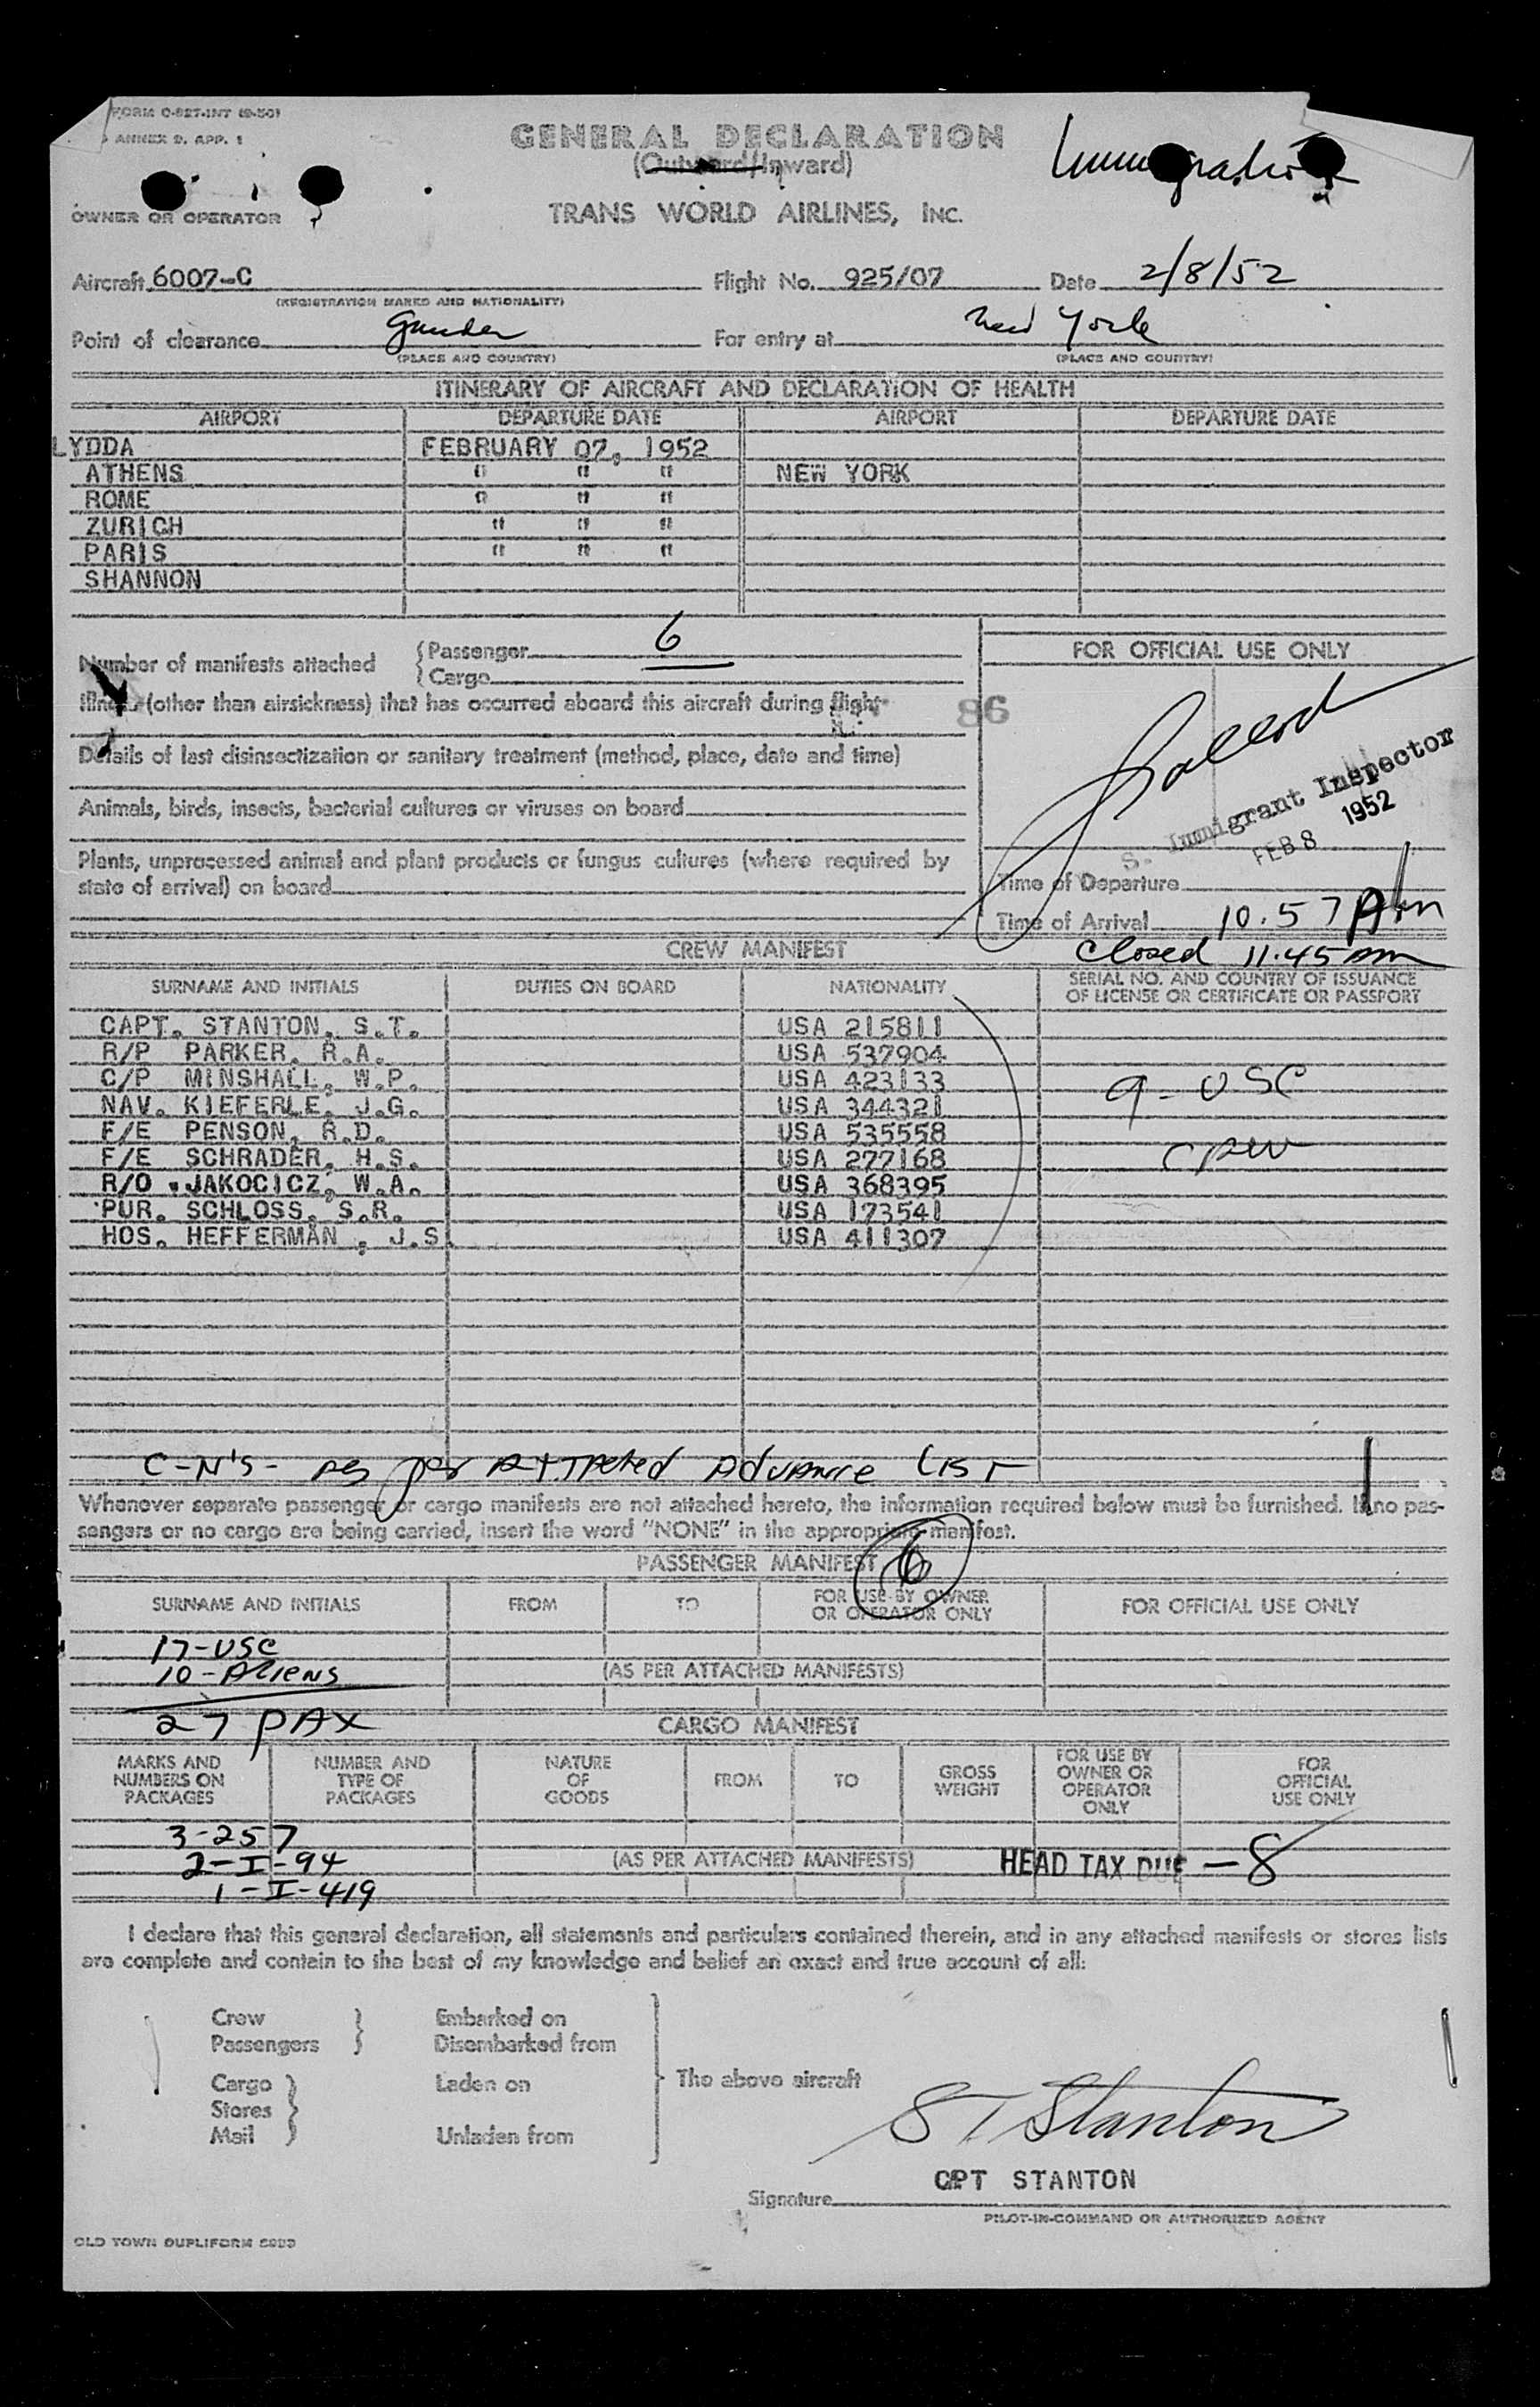 FORM C-827-INT (9-50)
ANNEX 9. APP. 1
GENERAL DECLARATION
(Outward/Inward)
Immigration
OWNER OR OPERATOR
TRANS WORLD AIRLINES, INC.
Aircraft 6007-C Flight No. 925/07 Date 2/8/52
(REGISTRATION MARKS AND NATIONALITY)
Point of clearance Gander For entry at New York
(PLACE AND COUNTRY) (PLACE AND COUNTRY)
ITINERARY OF AIRCRAFT AND DECLARATION OF HEALTH
AIRPORT DEPARTURE DATE AIRPORT DEPARTURE DATE
LYDDA FEBRUARY 07, 1952
ATHENS " " " NEW YORK
ROME " " "
ZURICH " " "
PARIS " " "
SHANNON
Number of manifests attached { Passenger 6
{ Cargo
FOR OFFICIAL USE ONLY
Illness (other than airsickness) that has occurred aboard this aircraft during flight
86
Details of last disinsectization or sanitary treatment (method, place, date and time)
Animals, birds, insects, bacterial cultures or viruses on board
Plants, unprocessed animal and plant products or fungus cultures (where required by
state of arrival) on board
S. Immigrant Inspector
FEB 8 1952
Time of Departure
Time of Arrival 10.57 Pm
Closed 11.45 pm
CREW MANIFEST
SURNAME AND INITIALS DUTIES ON BOARD NATIONALITY SERIAL NO. AND COUNTRY OF ISSUANCE
OF LICENSE OR CERTIFICATE OR PASSPORT
CAPT. STANTON, S.T. USA 215811
R/P PARKER, R.A. USA 537904
C/P MINSHALL, W.P. USA 423133
9 - USC
NAV. KIEFERLE, J.G. USA 344321
F/E PENSON, R.D. USA 535558
crew
F/E SCHRADER, H.S. USA 277168
R/O JAKOCICZ, W.A. USA 368395
PUR. SCHLOSS, S.R. USA 173541
HOS. HEFFERMAN , J.S. USA 411307
C-N's - AS per ATTACHED ADVANCE LIST
Whenever separate passenger or cargo manifests are not attached hereto, the information required below must be furnished. If no pas-
sengers or no cargo are being carried, insert the word "NONE" in the appropriate manifest.
PASSENGER MANIFEST 6
SURNAME AND INITIALS FROM TO FOR USE BY OWNER
OR OPERATOR ONLY FOR OFFICIAL USE ONLY
17-USC
10-ALIENS (AS PER ATTACHED MANIFESTS)
27 PAX
CARGO MANIFEST
MARKS AND
NUMBERS ON
PACKAGES
NUMBER AND
TYPE OF
PACKAGES
NATURE
OF
GOODS
FROM
TO
GROSS
WEIGHT
FOR USE BY
OWNER OR
OPERATOR
ONLY
FOR
OFFICIAL
USE ONLY
3-257
2-I-94 (AS PER ATTACHED MANIFESTS) HEAD TAX DUE - 8
1-I-419
I declare that this general declaration, all statements and particulars contained therein, and in any attached manifests or stores lists
are complete and contain to the best of my knowledge and belief an exact and true account of all:
Crew } Embarked on
Passengers Disembarked from
Cargo } Laden on The above aircraft
Stores
Mail Unladen from
S T Stanton
CPT STANTON
Signature
PILOT-IN-COMMAND OR AUTHORIZED AGENT
OLD TOWN DUPLIFORM